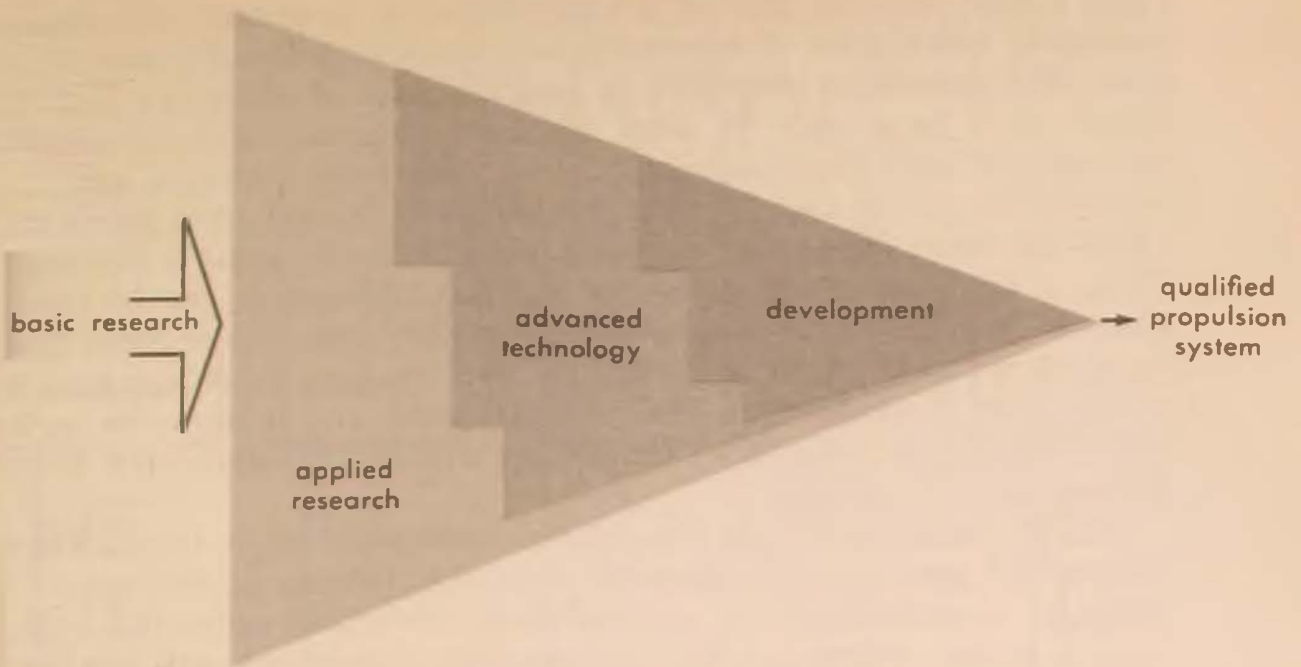 basic research
applied
research
advanced
technology
development
qualified
propulsion
system